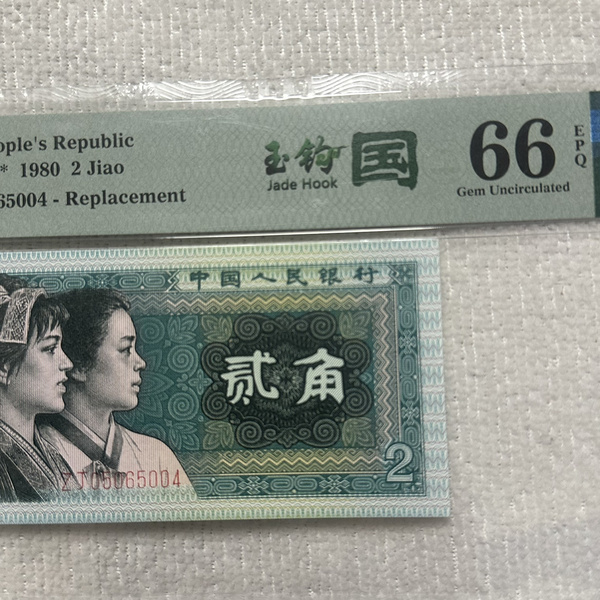 ople's Republic
* 1980 2 Jiao
65004 - Replacement
玉钩 国
Jade Hook
66
EPQ
Gem Uncirculated
中国人民银行
贰角
ZJ05065004
2